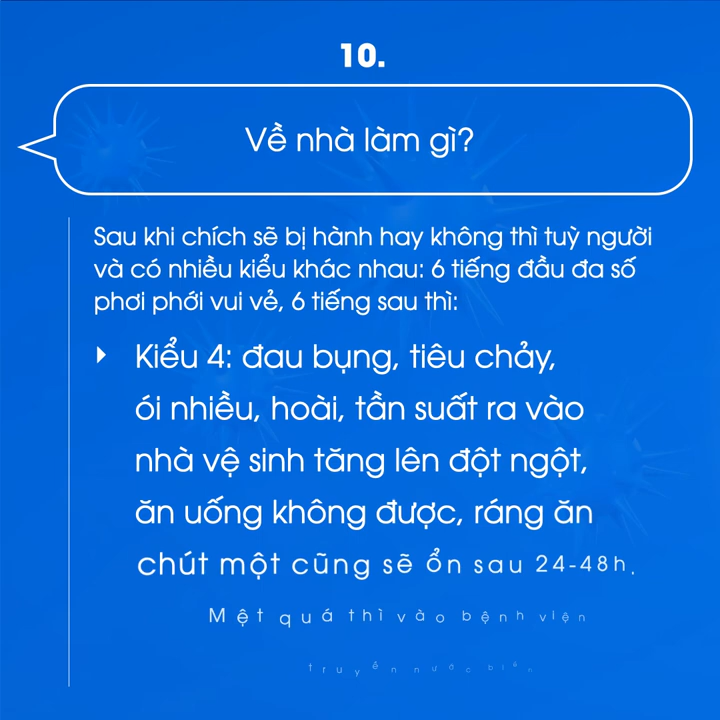 10.
Về nhà làm gì?
Sau khi chích sẽ bị hành hay không thì tuỳ người
và có nhiều kiểu khác nhau: 6 tiếng đầu đa số
phơi phới vui vẻ, 6 tiếng sau thì:
Kiểu 4: đau bụng, tiêu chảy,
ói nhiều, hoài, tần suất ra vào
nhà vệ sinh tăng lên đột ngột,
ăn uống không được, ráng ăn
chút một cũng sẽ ổn sau 24-48h.
Mệt quá thì vào bệnh viện
truyền nước biển